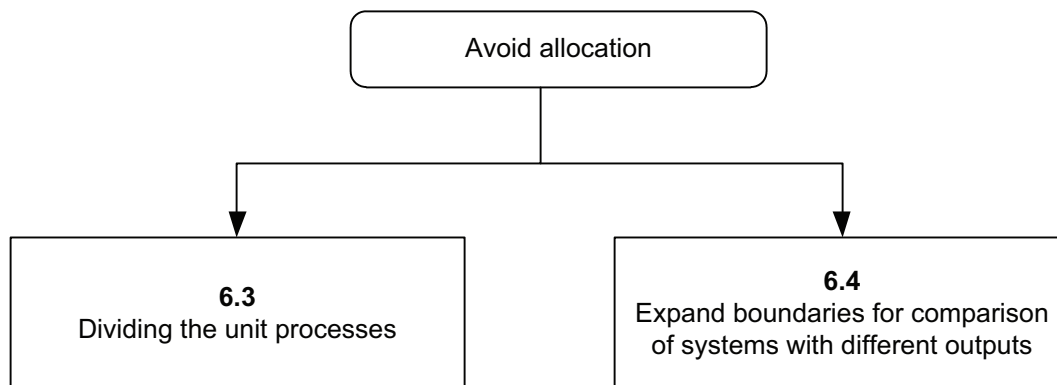 Avoid allocation
6.3
Dividing the unit processes
6.4
Expand boundaries for comparison
of systems with different outputs